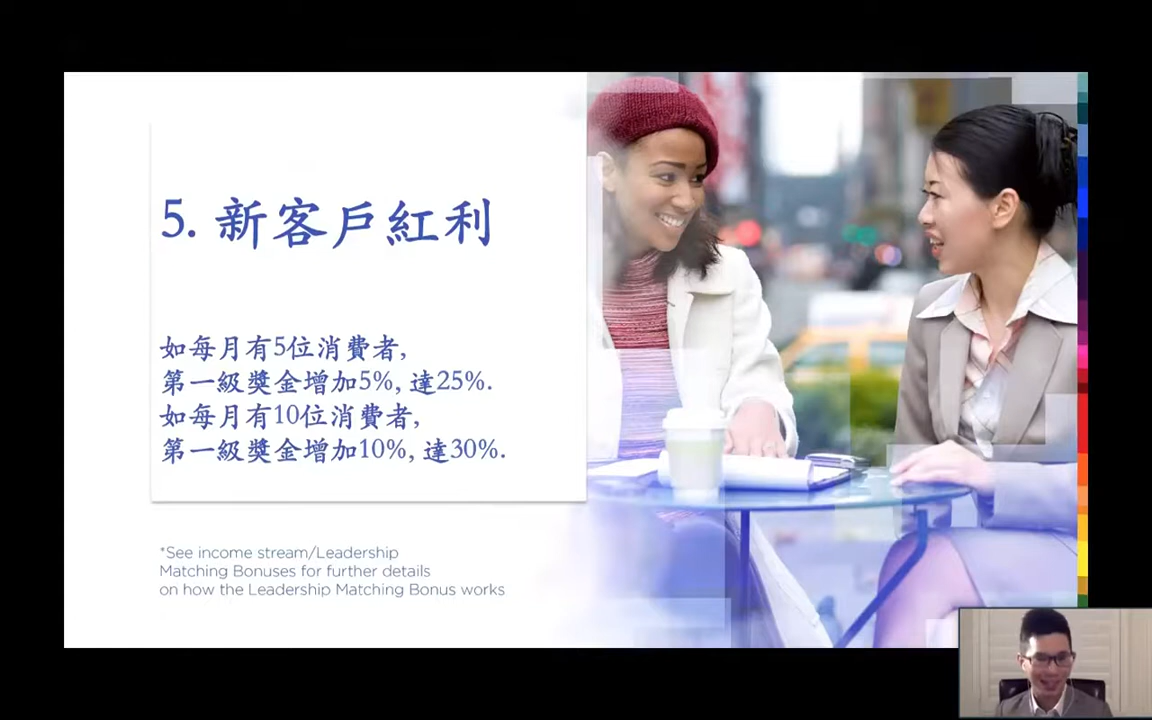 5. 新客戶紅利
如每月有5位消費者,
第一級獎金增加5%, 達25%.
如每月有10位消費者,
第一級獎金增加10%, 達30%.
*See income stream/Leadership
Matching Bonuses for further details
on how the Leadership Matching Bonus works